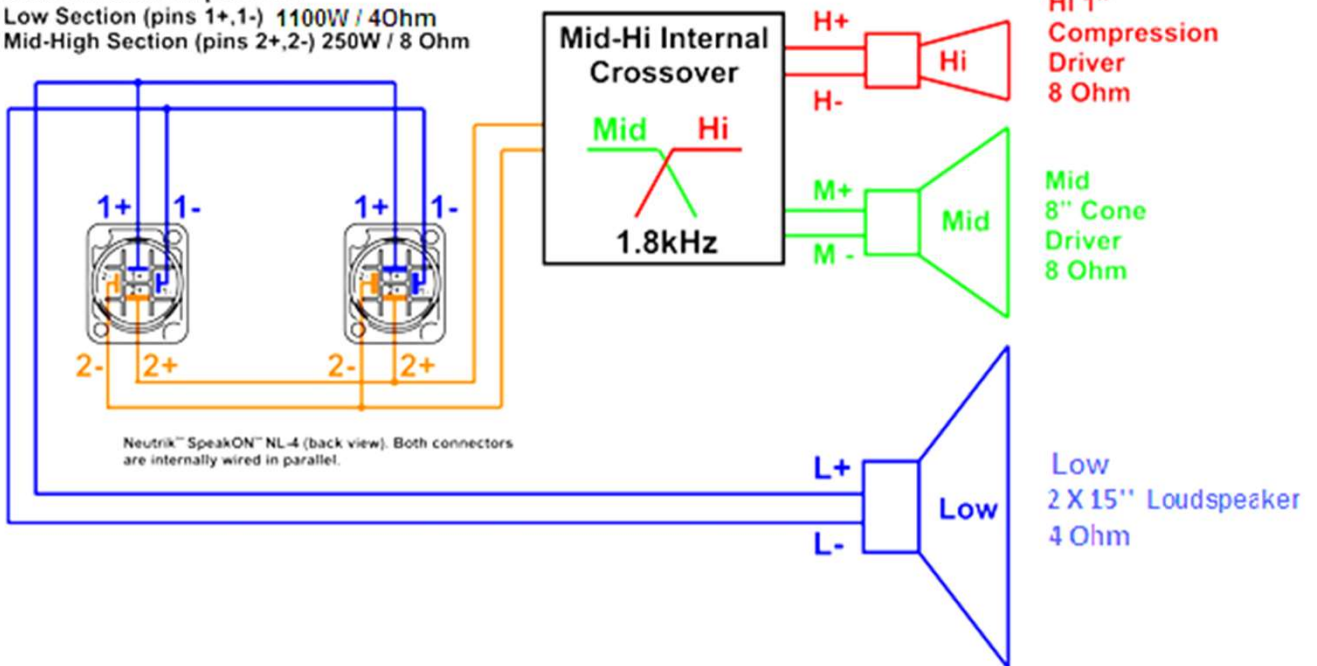 Low Section (pins 1+,1-) 1100W / 4Ohm
Mid-High Section (pins 2+,2-) 250W / 8 Ohm
Mid-Hi Internal
Crossover
Mid Hi
1.8kHz
H+
H-
Hi
Hi 1"
Compression
Driver
8 Ohm
M+
M -
Mid
Mid
8" Cone
Driver
8 Ohm
1+ 1- 1+ 1-
2- 2+ 2- 2+
Neutrik™ SpeakON™ NL-4 (back view). Both connectors
are internally wired in parallel.
L+
L-
Low
Low
2 X 15'' Loudspeaker
4 Ohm